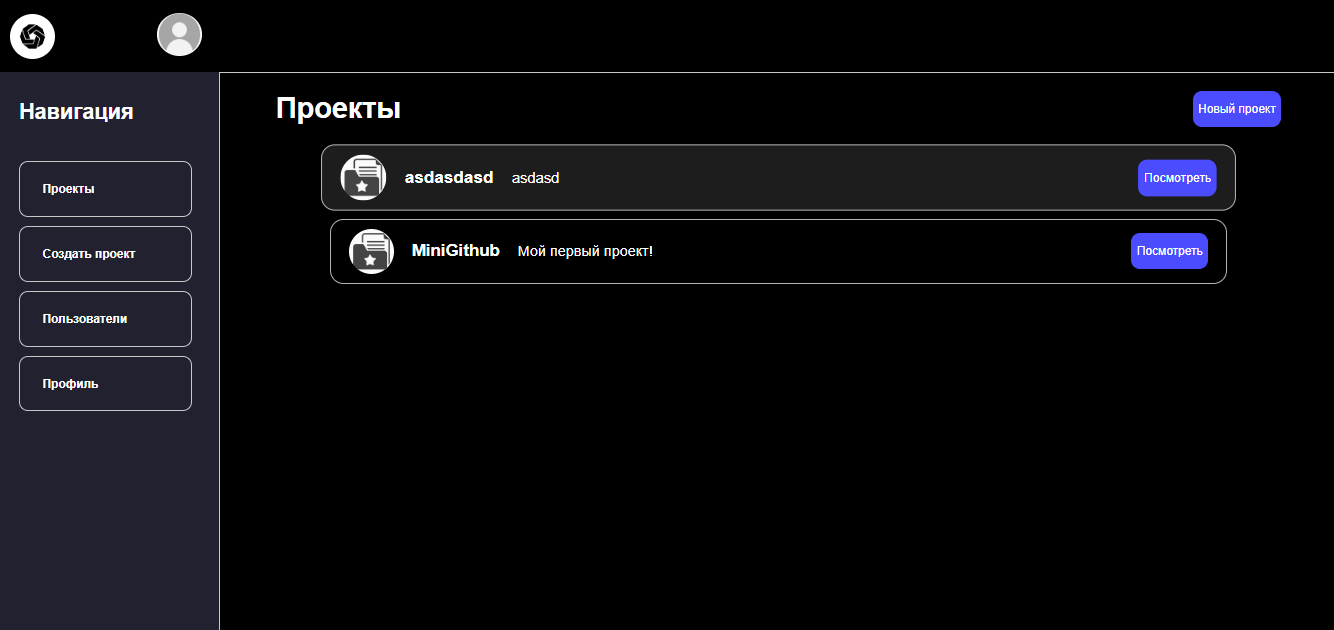 Навигация
Проекты
Создать проект
Пользователи
Профиль
Проекты
Новый проект
asdasdasd asdasd Посмотреть
MiniGithub Мой первый проект! Посмотреть